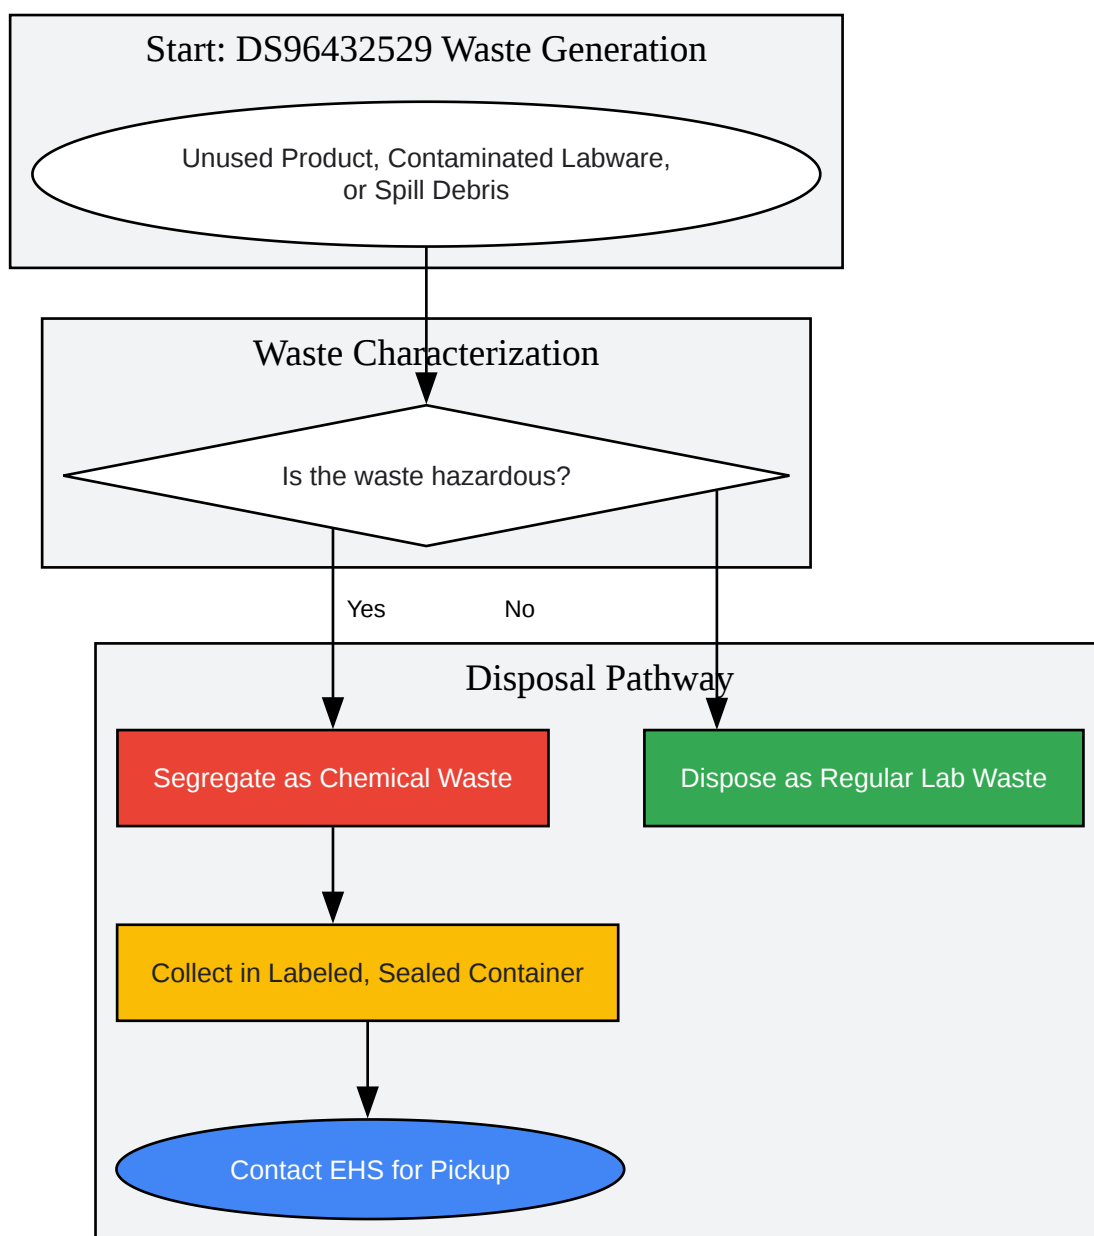 Start: DS96432529 Waste Generation
Unused Product, Contaminated Labware,
or Spill Debris
Waste Characterization
Is the waste hazardous?
Yes
No
Disposal Pathway
Segregate as Chemical Waste
Dispose as Regular Lab Waste
Collect in Labeled, Sealed Container
Contact EHS for Pickup